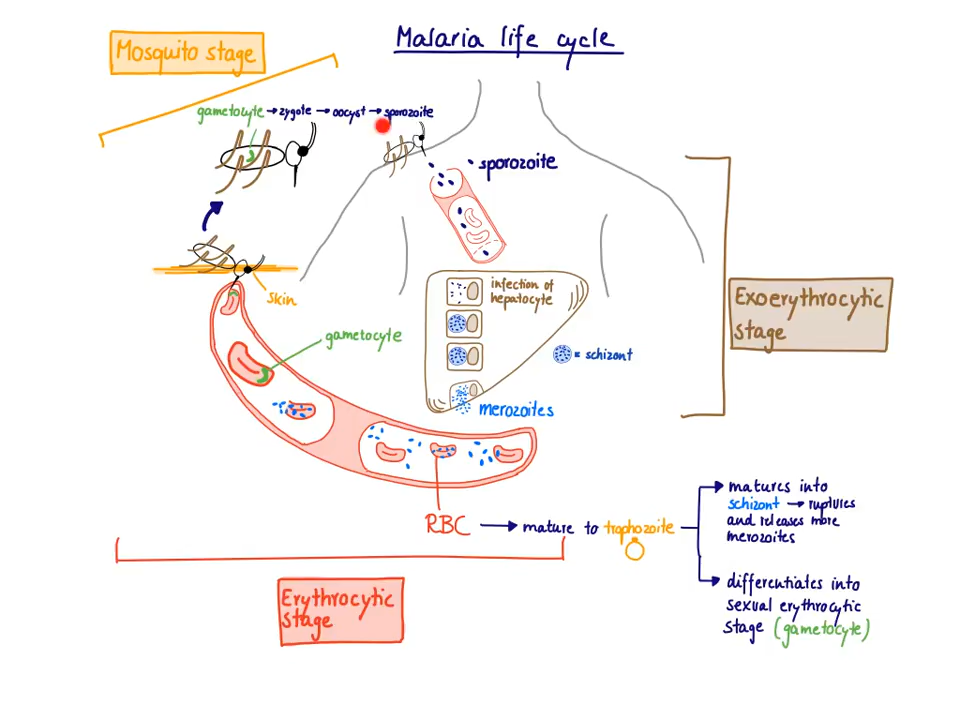 Malaria life cycle
Mosquito stage
gametocyte → zygote → oocyst → sporozoite
sporozoite
skin
gametocyte
infection of
hepatocyte
= schizont
merozoites
Exoerythrocytic
stage
RBC → mature to trophozoite
matures into
schizont → ruptures
and releases more
merozoites
differentiates into
sexual erythrocytic
stage (gametocyte)
Erythrocytic
stage